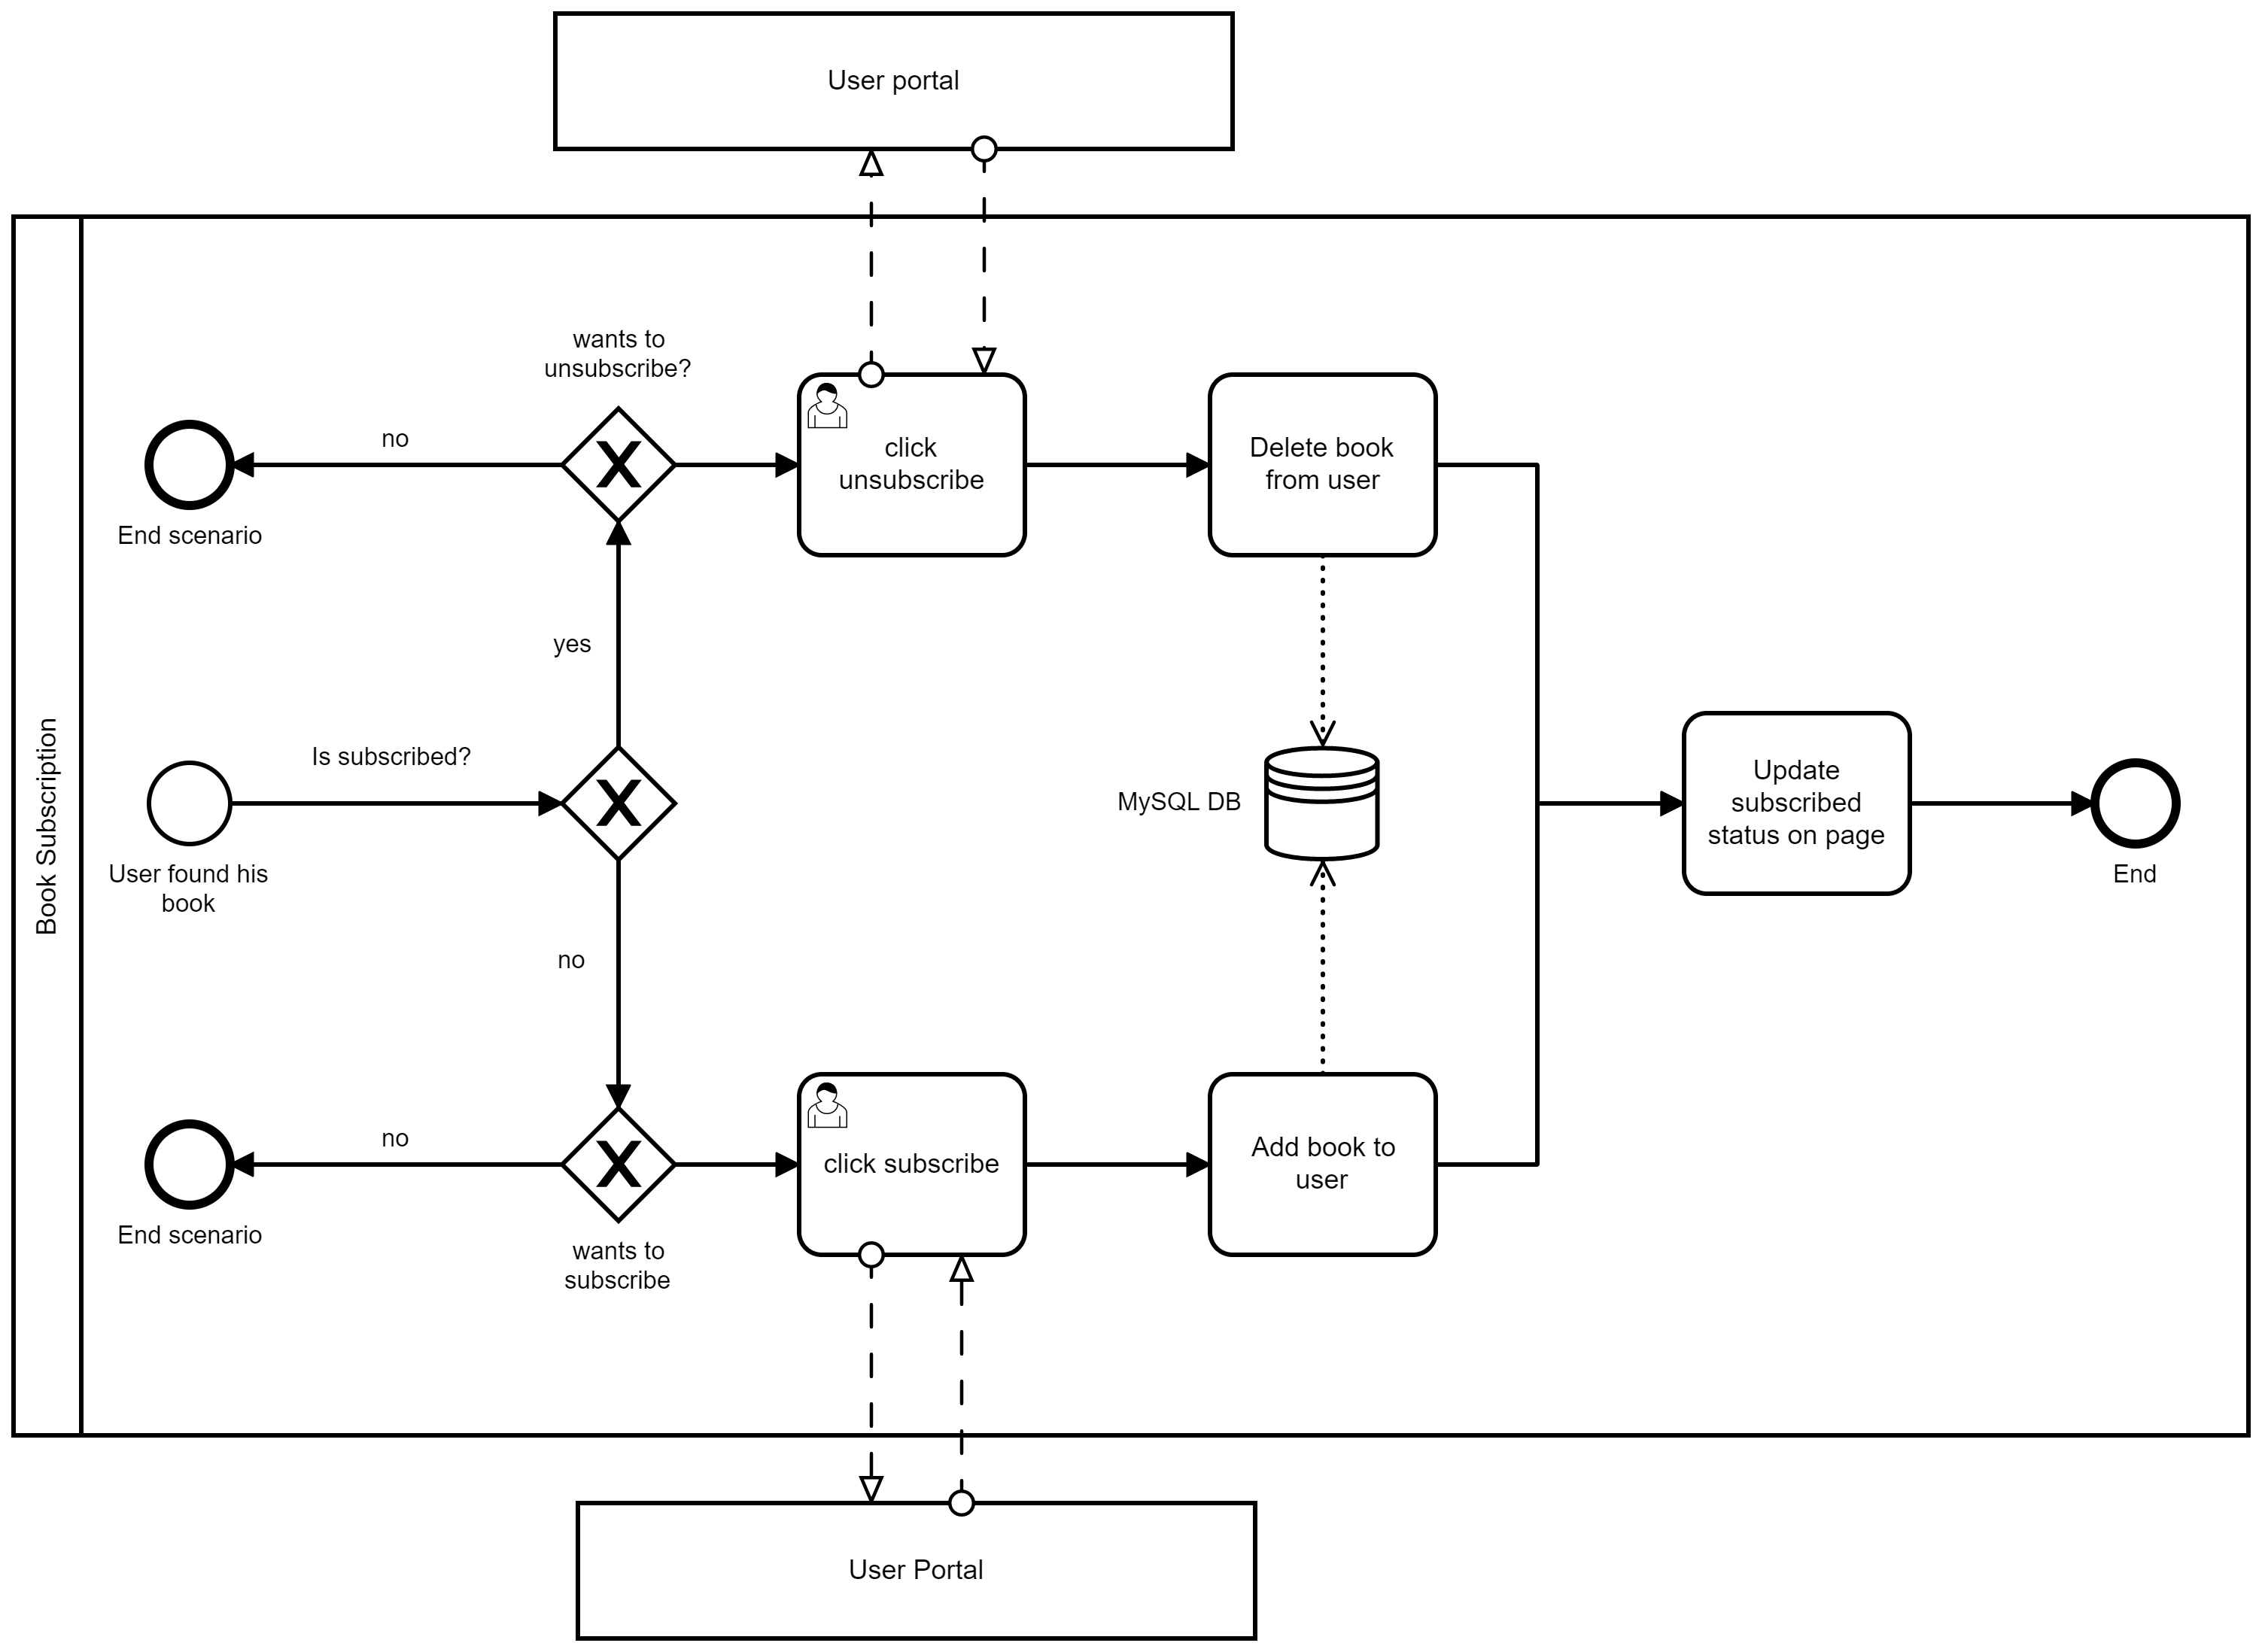 User portal
wants to
unsubscribe?
no
click
unsubscribe
Delete book
from user
End scenario
yes
Book Subscription
Is subscribed?
User found his
book
MySQL DB
Update
subscribed
status on page
End
no
no
click subscribe
Add book to
user
End scenario
wants to
subscribe
User Portal